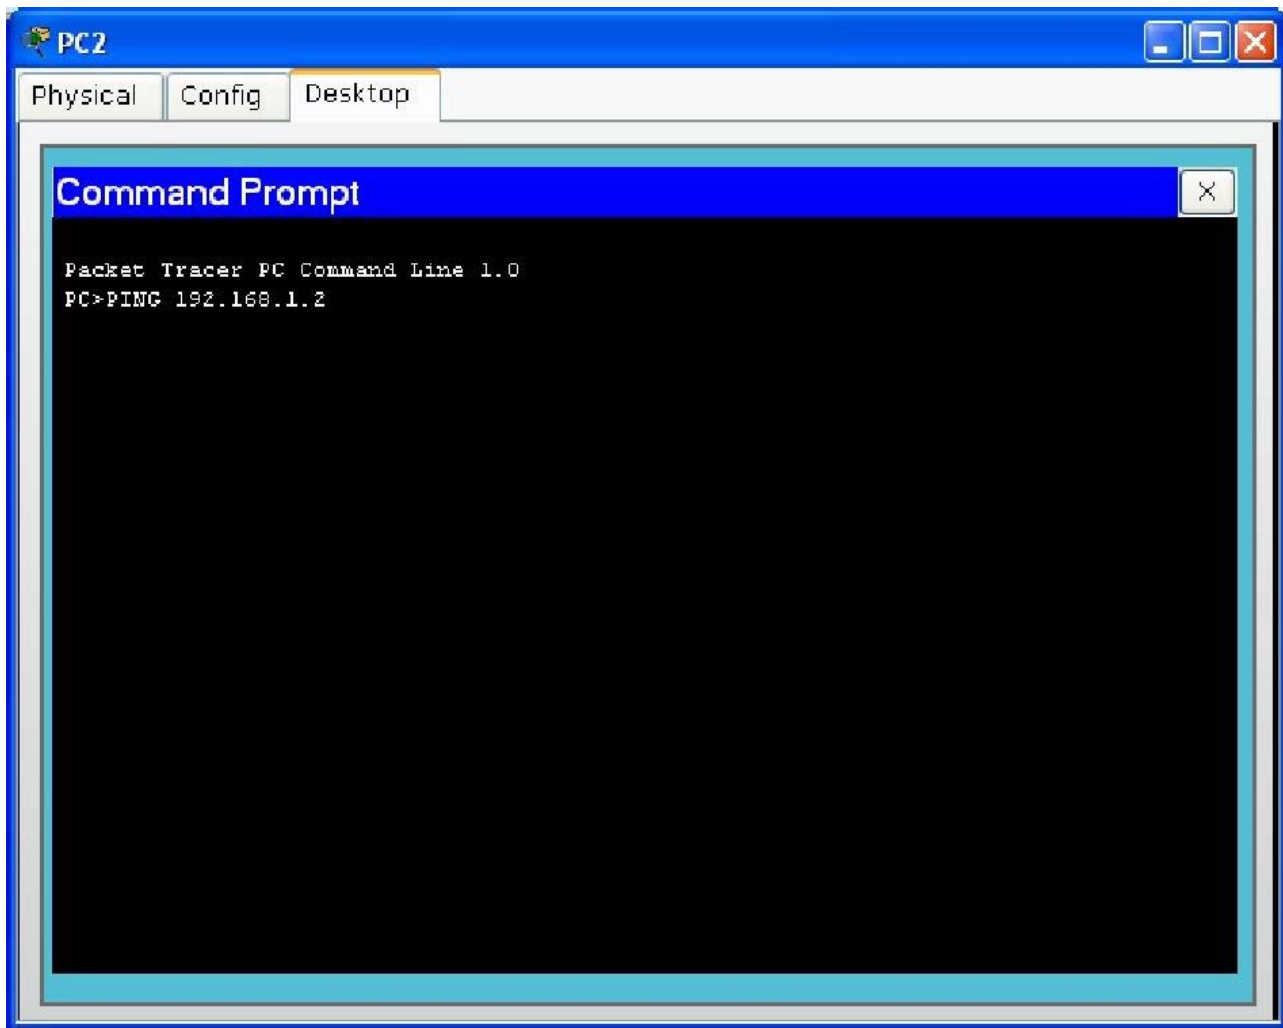 PC2
Physical Config Desktop
Command Prompt
X
Packet Tracer PC Command Line 1.0
PC>PING 192.168.1.2